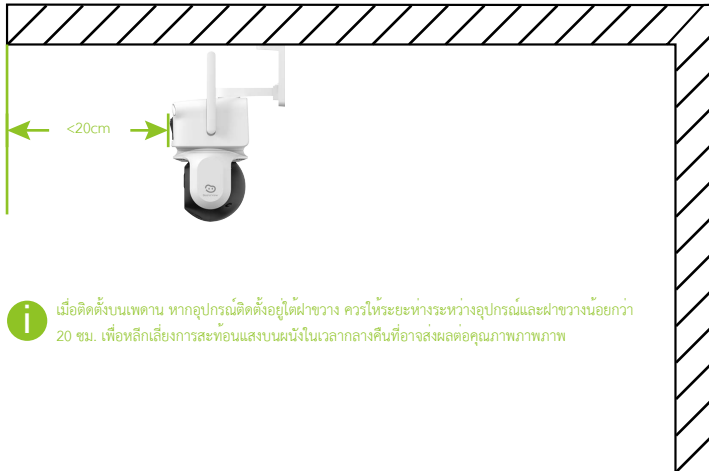 <20cm
เมื่อติดตั้งบนเพดาน หากอุปกรณ์ติดตั้งอยู่ใต้ฝาขวาง ควรให้ระยะห่างระหว่างอุปกรณ์และฝาขวางน้อยกว่า
20 ซม. เพื่อหลีกเลี่ยงการสะท้อนแสงบนผนังในเวลากลางคืนที่อาจส่งผลต่อคุณภาพภาพภาพ